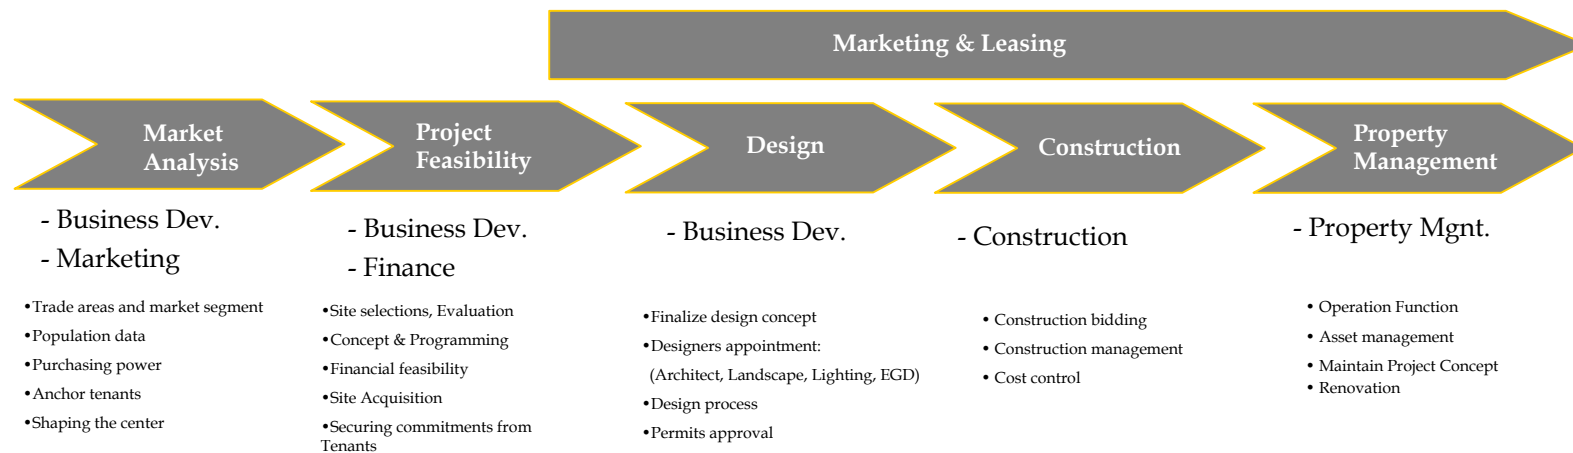 Marketing & Leasing
Market
Analysis
Project
Feasibility
Design
Construction
Property
Management
- Business Dev.
- Marketing
•Trade areas and market segment
•Population data
•Purchasing power
•Anchor tenants
•Shaping the center
- Business Dev.
- Finance
•Site selections, Evaluation
•Concept & Programming
•Financial feasibility
•Site Acquisition
•Securing commitments from
Tenants
- Business Dev.
•Finalize design concept
•Designers appointment:
(Architect, Landscape, Lighting, EGD)
•Design process
•Permits approval
- Construction
• Construction bidding
• Construction management
• Cost control
- Property Mgnt.
• Operation Function
• Asset management
• Maintain Project Concept
• Renovation